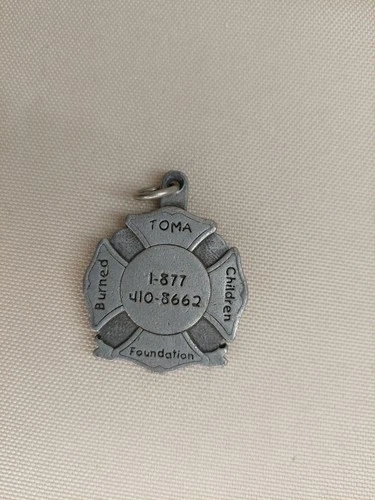 TOMA
Burned
1-877
410-8662
Children
Foundation